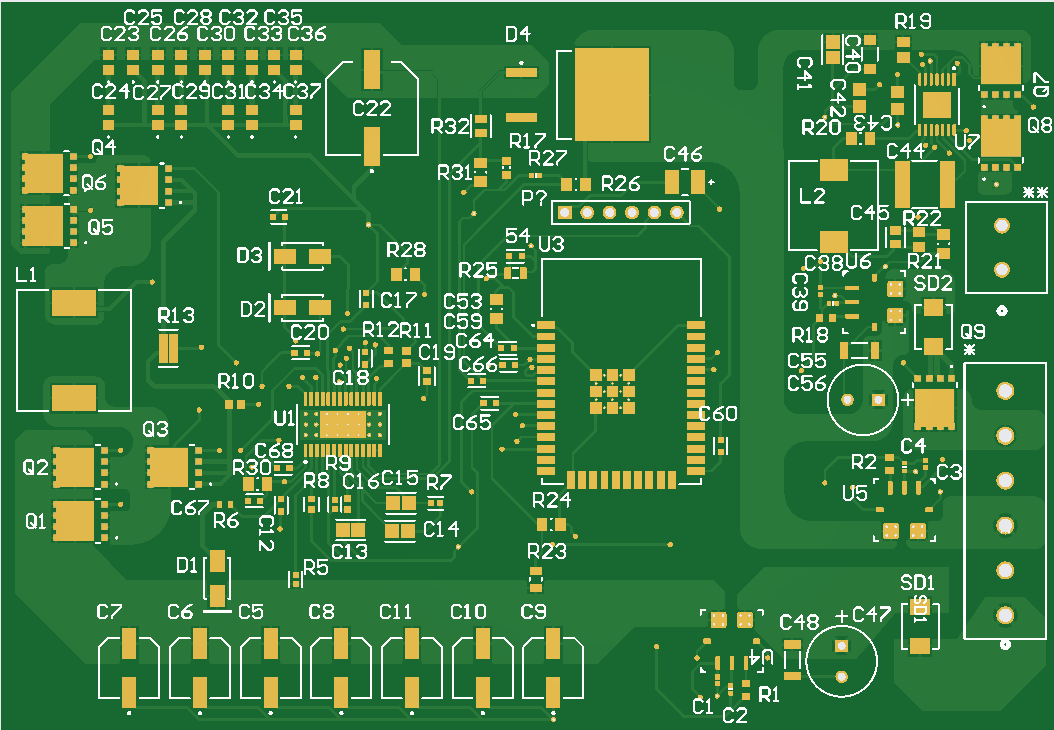 C25 C28 C32 C35
C23 C26 C30 C33 C36
D4
R19
C24 C27 C29 C31 C34 C37
C22
C40
C41
C42
C43
Q7
Q8
U7
R20
R32
R17
R31
R27
R26
C46
C44
Q4
Q6
Q5
P?
L2
C45
R22
**
C21
54
U3
D3
R28
R25
C38
U6
R21
SD2
L1
D2
C17
C53
C59
C39
R18
R13
C20
R12
R11
C64
C19
C66
C55
C56
Q9
*
R10
C18
C65
C60
+
U1
Q3
Q2
C68
R30
R9
C16
C15
R7
R8
C4
R2
C3
U5
C67
R6
C12
C13
C14
R24
Q1
D1
R5
R23
SD1
SD1
C7 C6 C5 C8 C11 C10 C9
C48
+
C47
U4
C1
C2
R1